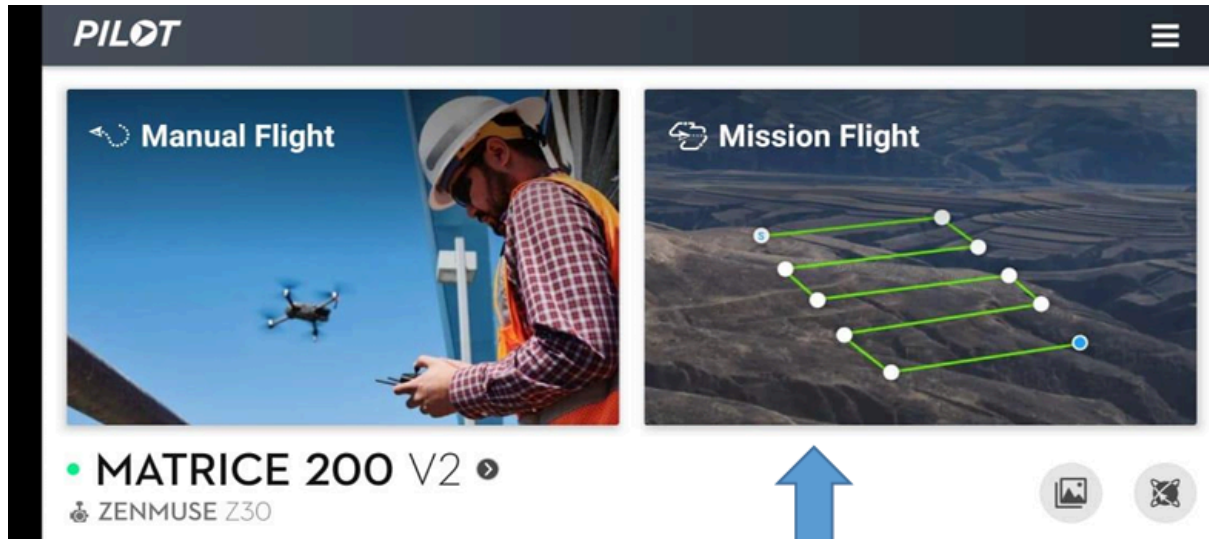 PILOT
Manual Flight
Mission Flight
S
MATRICE 200 V2
ZENMUSE Z30